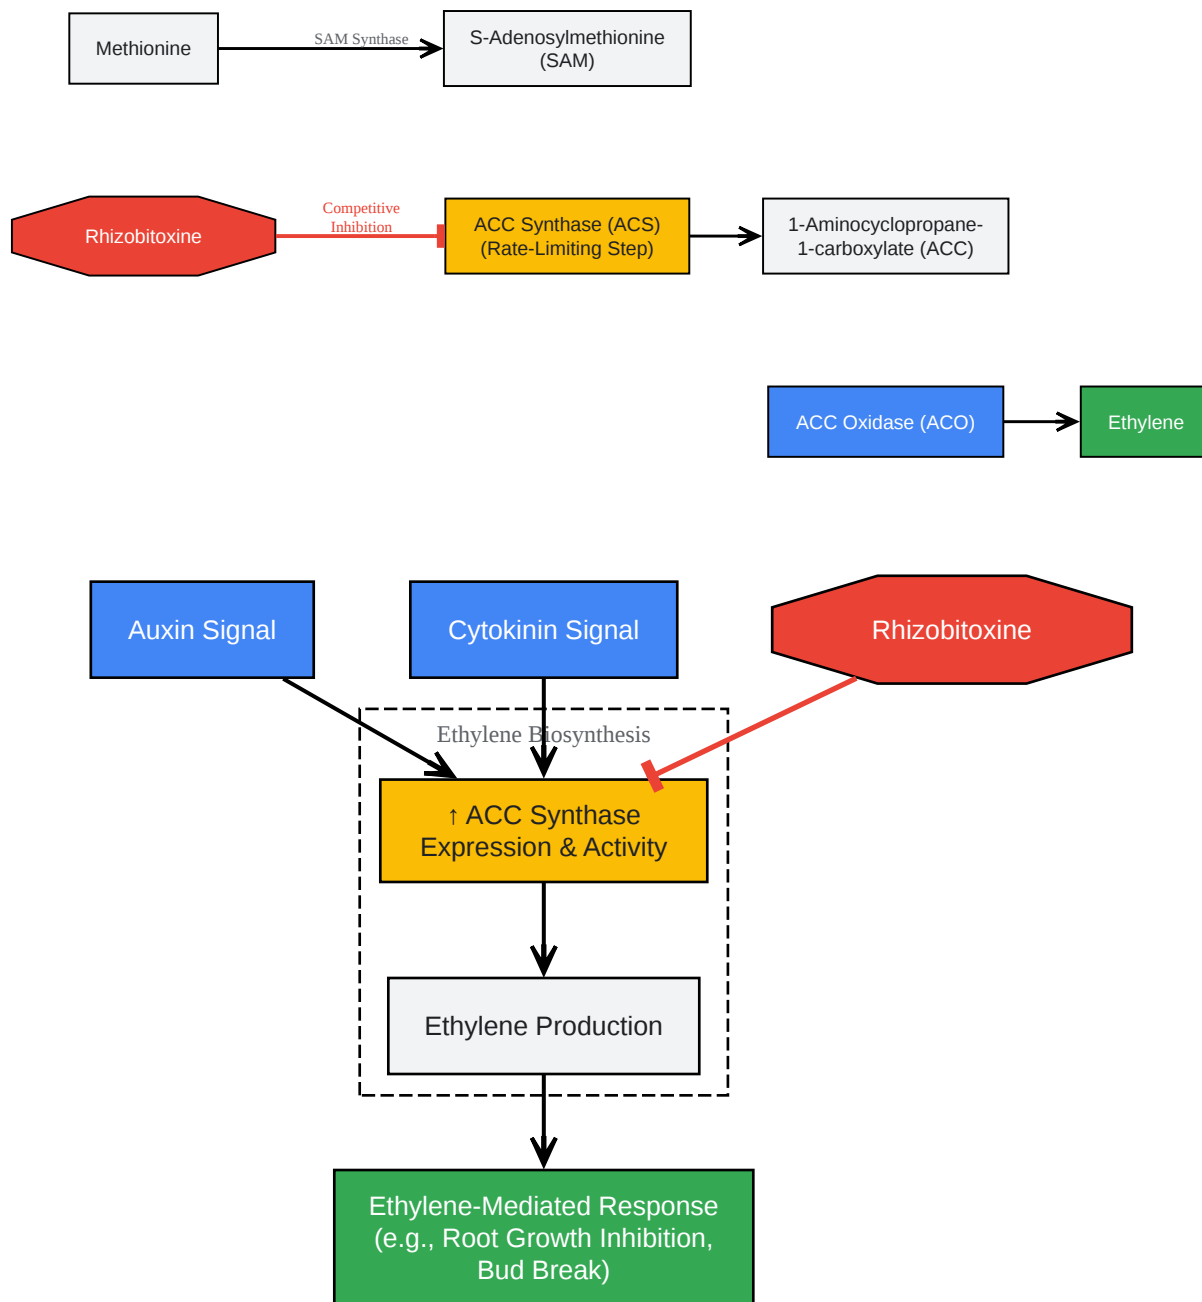 Methionine
SAM Synthase
S-Adenosylmethionine
(SAM)
Rhizobitoxine
Competitive
Inhibition
ACC Synthase (ACS)
(Rate-Limiting Step)
1-Aminocyclopropane-
1-carboxylate (ACC)
ACC Oxidase (ACO)
Ethylene
Auxin Signal
Cytokinin Signal
Rhizobitoxine
Ethylene Biosynthesis
↑ ACC Synthase
Expression & Activity
Ethylene Production
Ethylene-Mediated Response
(e.g., Root Growth Inhibition,
Bud Break)